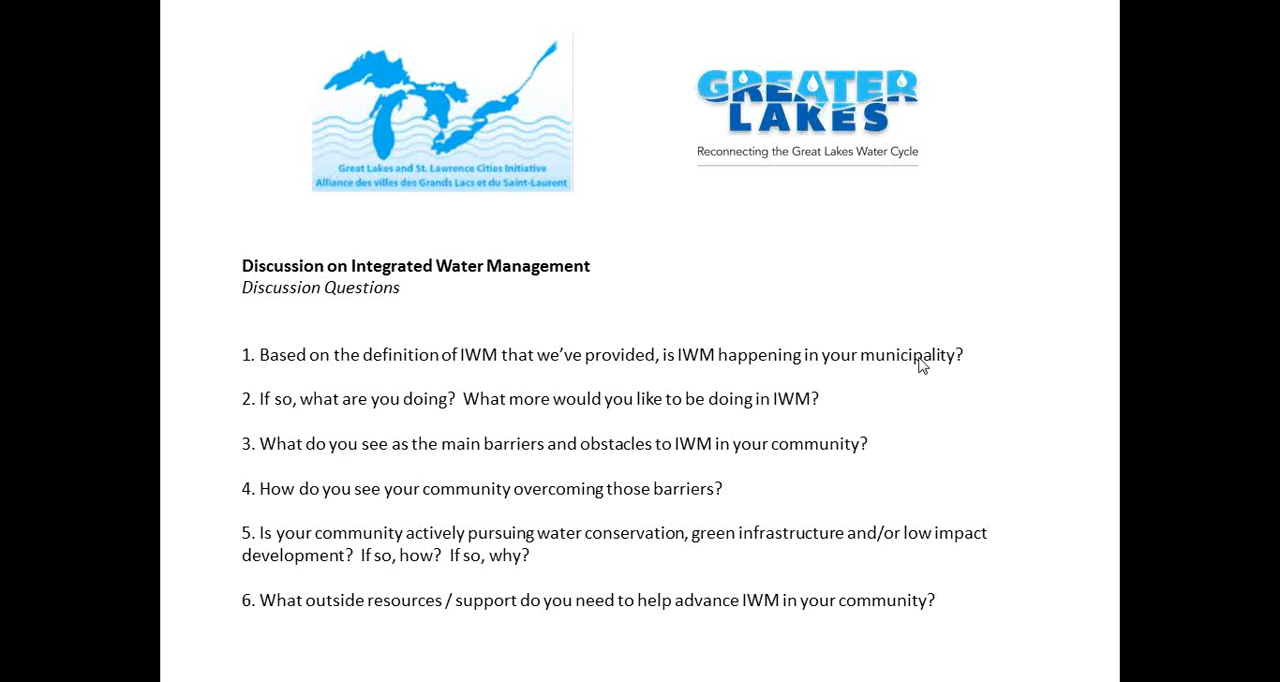 Great Lakes and St. Lawrence Cities Initiative
Alliance des villes des Grands Lacs et du Saint-Laurent
GREATER
LAKES
Reconnecting the Great Lakes Water Cycle
Discussion on Integrated Water Management
Discussion Questions
1. Based on the definition of IWM that we’ve provided, is IWM happening in your municipality?
2. If so, what are you doing?  What more would you like to be doing in IWM?
3. What do you see as the main barriers and obstacles to IWM in your community?
4. How do you see your community overcoming those barriers?
5. Is your community actively pursuing water conservation, green infrastructure and/or low impact
development?  If so, how?  If so, why?
6. What outside resources / support do you need to help advance IWM in your community?